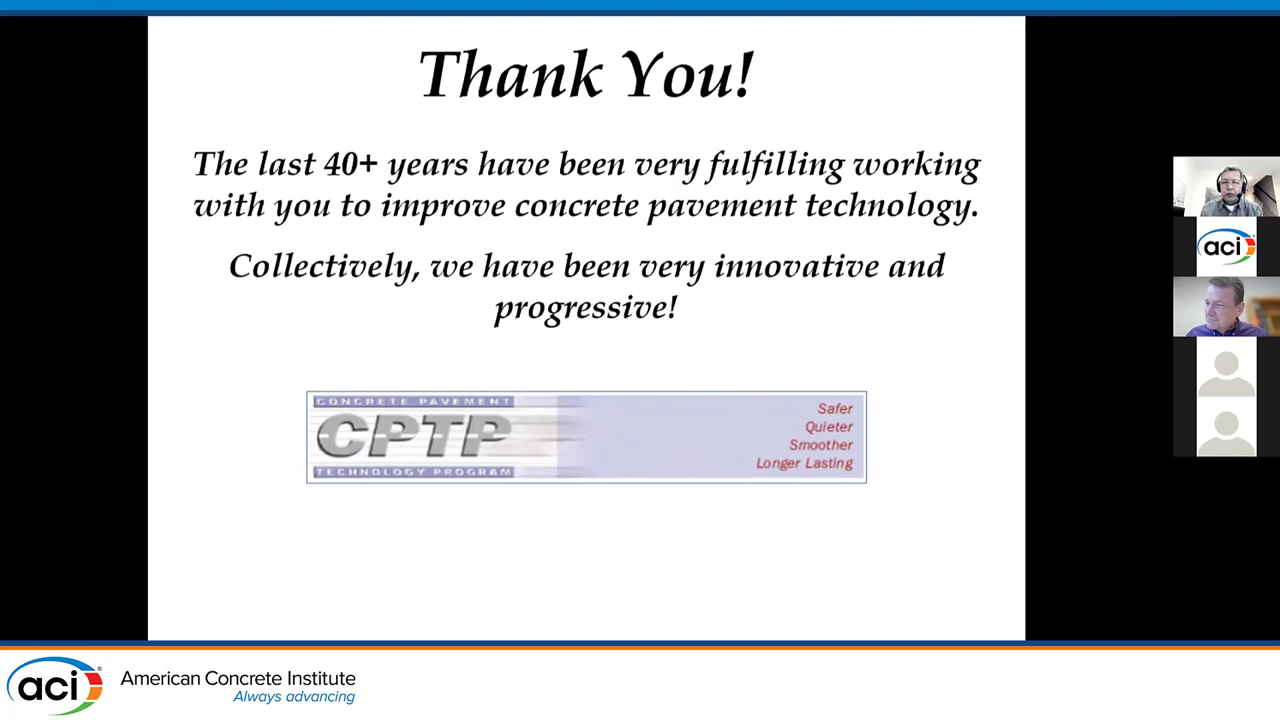 Thank You!
The last 40+ years have been very fulfilling working
with you to improve concrete pavement technology.
Collectively, we have been very innovative and
progressive!
CONCRETE PAVEMENT
CPTP
TECHNOLOGY PROGRAM
Safer
Quieter
Smoother
Longer Lasting
aci
aci
American Concrete Institute
Always advancing